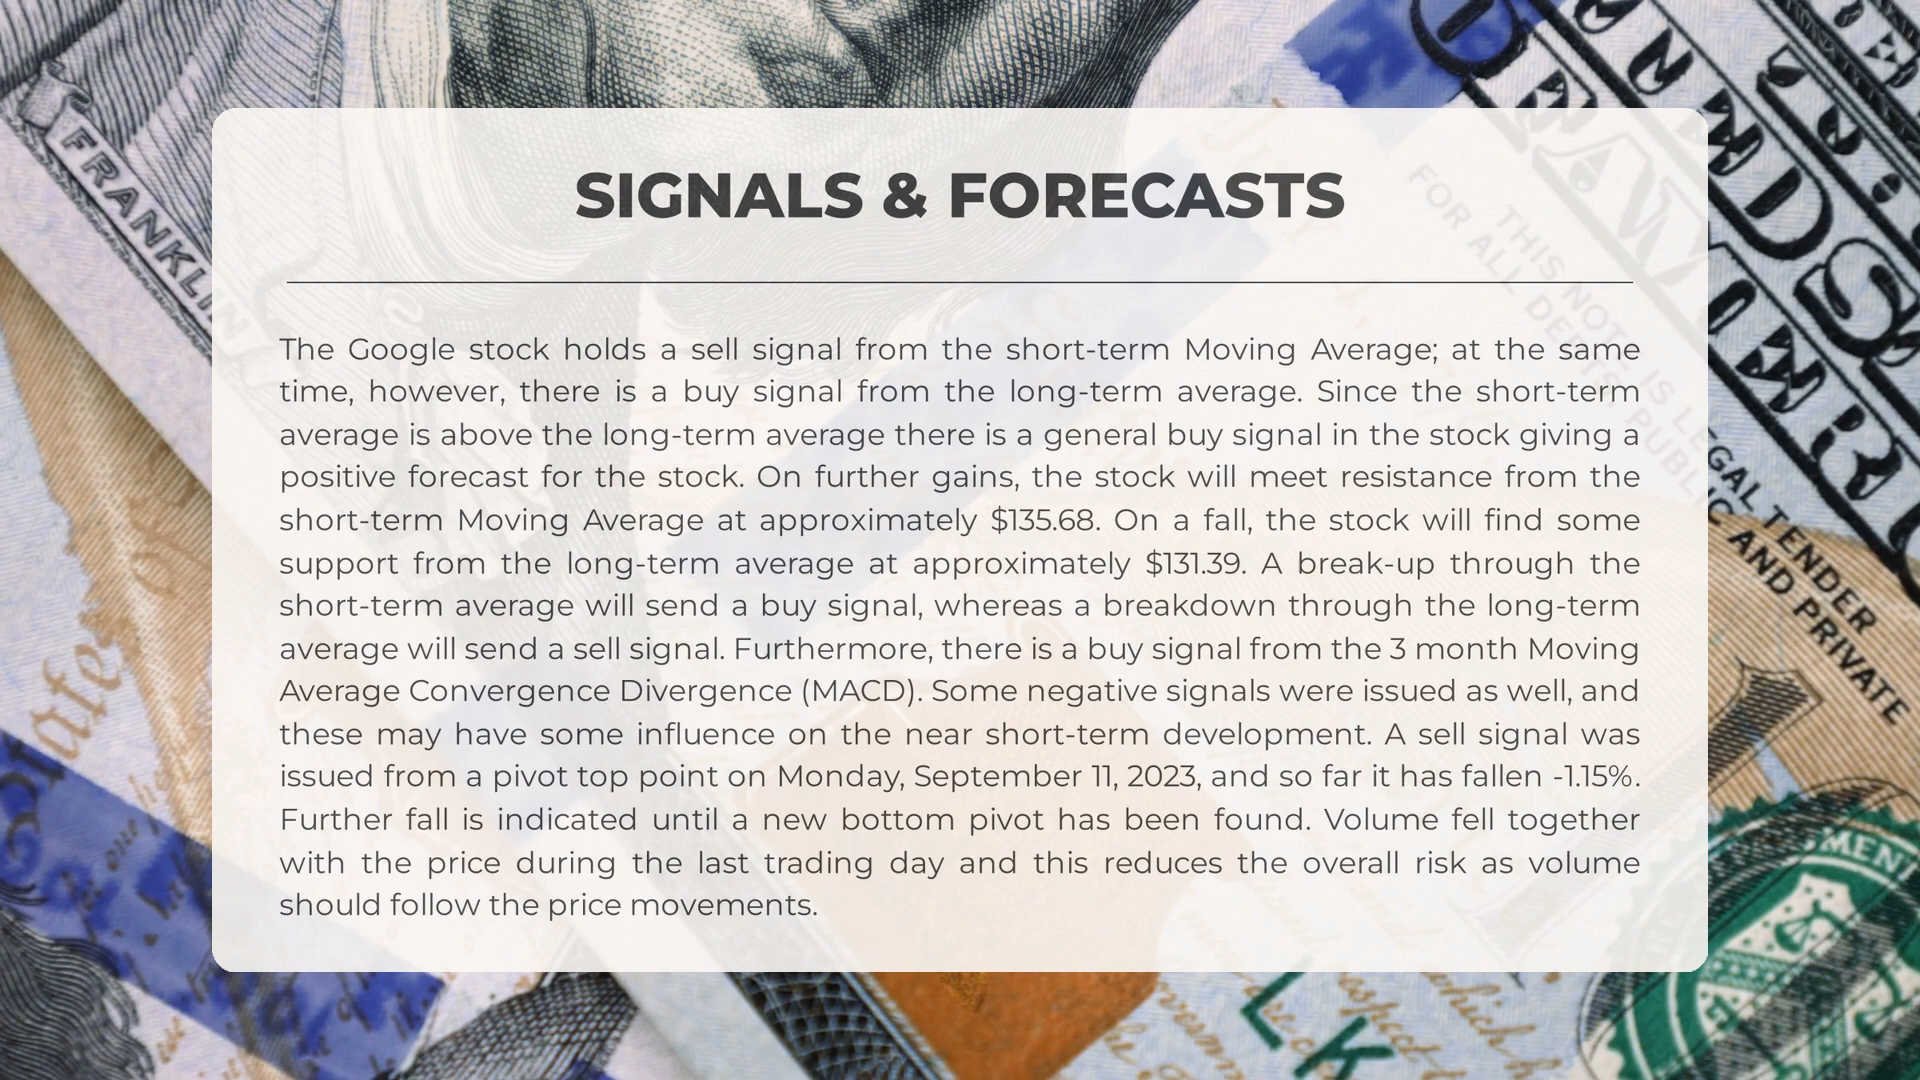 FRANKLIN
SIGNALS & FORECASTS
THIS NOTE IS LEGAL TENDER
FOR ALL DEBTS, PUBLIC AND PRIVATE
The Google stock holds a sell signal from the short-term Moving Average; at the same
time, however, there is a buy signal from the long-term average. Since the short-term
average is above the long-term average there is a general buy signal in the stock giving a
positive forecast for the stock. On further gains, the stock will meet resistance from the
short-term Moving Average at approximately $135.68. On a fall, the stock will find some
support from the long-term average at approximately $131.39. A break-up through the
short-term average will send a buy signal, whereas a breakdown through the long-term
average will send a sell signal. Furthermore, there is a buy signal from the 3 month Moving
Average Convergence Divergence (MACD). Some negative signals were issued as well, and
these may have some influence on the near short-term development. A sell signal was
issued from a pivot top point on Monday, September 11, 2023, and so far it has fallen -1.15%.
Further fall is indicated until a new bottom pivot has been found. Volume fell together
with the price during the last trading day and this reduces the overall risk as volume
should follow the price movements.